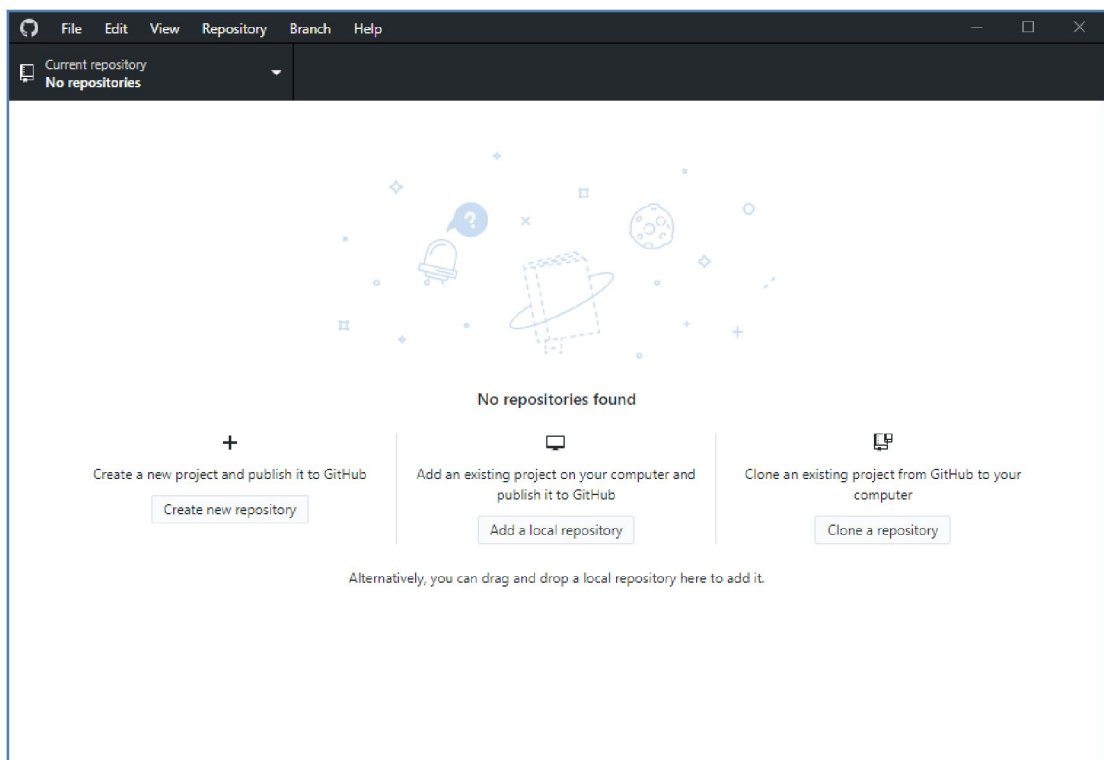 File Edit View Repository Branch Help
Current repository
No repositories
?
No repositories found
Create a new project and publish it to GitHub
Create new repository
Add an existing project on your computer and
publish it to GitHub
Add a local repository
Clone an existing project from GitHub to your
computer
Clone a repository
Alternatively, you can drag and drop a local repository here to add it.